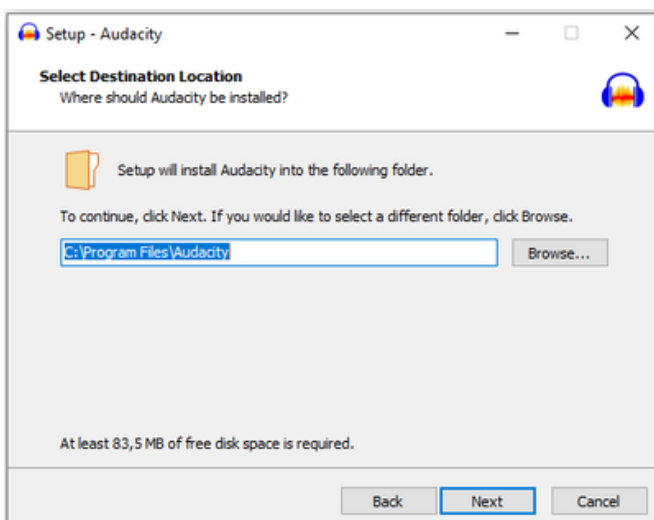 Setup - Audacity
Select Destination Location
Where should Audacity be installed?
Setup will install Audacity into the following folder.
To continue, click Next. If you would like to select a different folder, click Browse.
C:\Program Files\Audacity
Browse...
At least 83,5 MB of free disk space is required.
Back
Next
Cancel